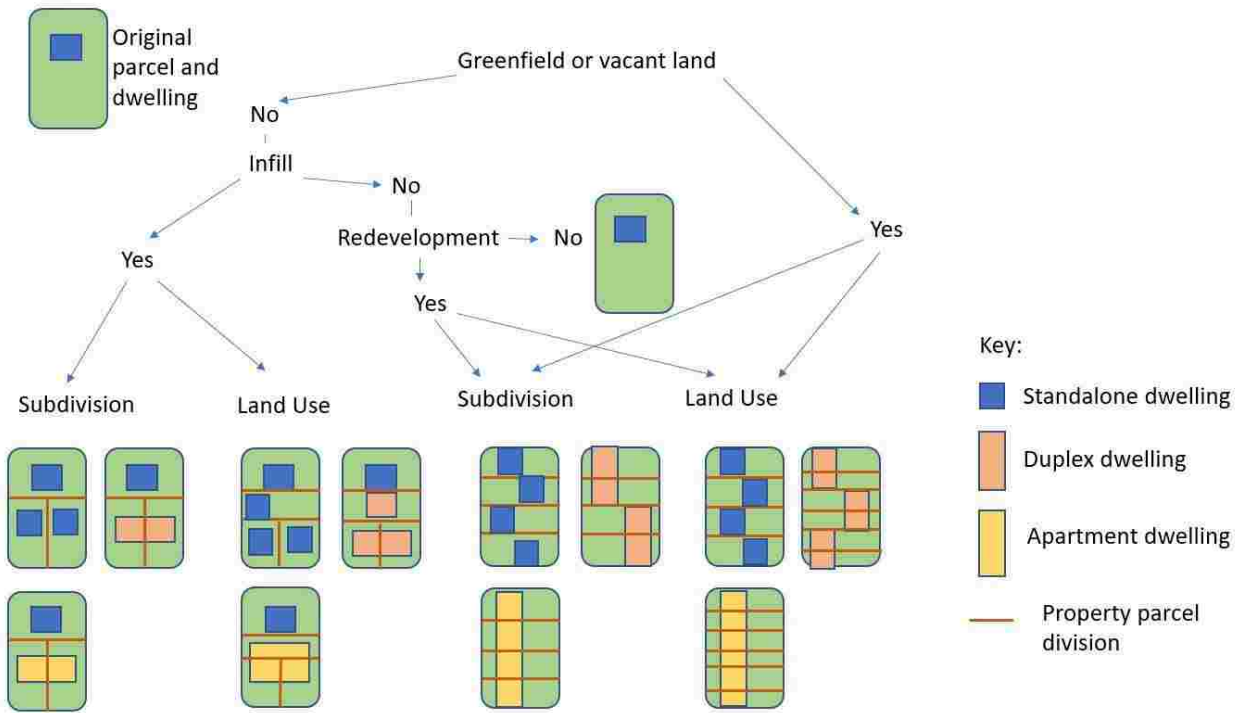 Original
parcel and
dwelling
Greenfield or vacant land
No
Infill
No
Redevelopment
No
Yes
Yes
Yes
Subdivision
Land Use
Subdivision
Land Use
Key:
Standalone dwelling
Duplex dwelling
Apartment dwelling
Property parcel
division